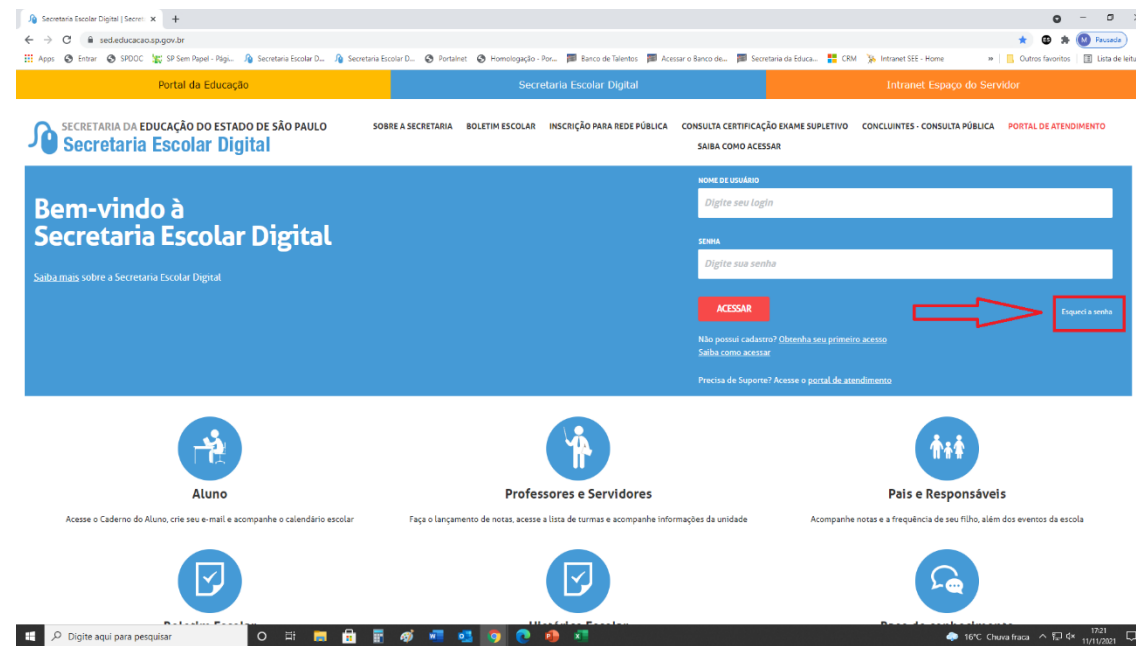 Secretaria Escolar Digital | Secret
sed.educacao.sp.gov.br
Pausada
Apps
Entrar
SPDOC
SP Sem Papel - Pági...
Secretaria Escolar D...
Secretaria Escolar D...
Portalnet
Homologação - Por...
Banco de Talentos
Acessar o Banco de...
Secretaria da Educa...
CRM
Intranet SEE - Home
Outros favoritos
Lista de leitu
Portal da Educação
Secretaria Escolar Digital
Intranet Espaço do Servidor
SECRETARIA DA EDUCAÇÃO DO ESTADO DE SÃO PAULO
Secretaria Escolar Digital
SOBRE A SECRETARIA
BOLETIM ESCOLAR
INSCRIÇÃO PARA REDE PÚBLICA
CONSULTA CERTIFICAÇÃO EXAME SUPLETIVO
CONCLUINTES - CONSULTA PÚBLICA
PORTAL DE ATENDIMENTO
SAIBA COMO ACESSAR
Bem-vindo à
Secretaria Escolar Digital
Saiba mais sobre a Secretaria Escolar Digital
NOME DE USUÁRIO
Digite seu login
SENHA
Digite sua senha
ACESSAR
Esqueci a senha
Não possui cadastro? Obtenha seu primeiro acesso
Saiba como acessar
Precisa de Suporte? Acesse o portal de atendimento
Aluno
Acesse o Caderno do Aluno, crie seu e-mail e acompanhe o calendário escolar
Professores e Servidores
Faça o lançamento de notas, acesse a lista de turmas e acompanhe informações da unidade
Pais e Responsáveis
Acompanhe notas e a frequência de seu filho, além dos eventos da escola
Digite aqui para pesquisar
16°C Chuva fraca
17:21
11/11/2021